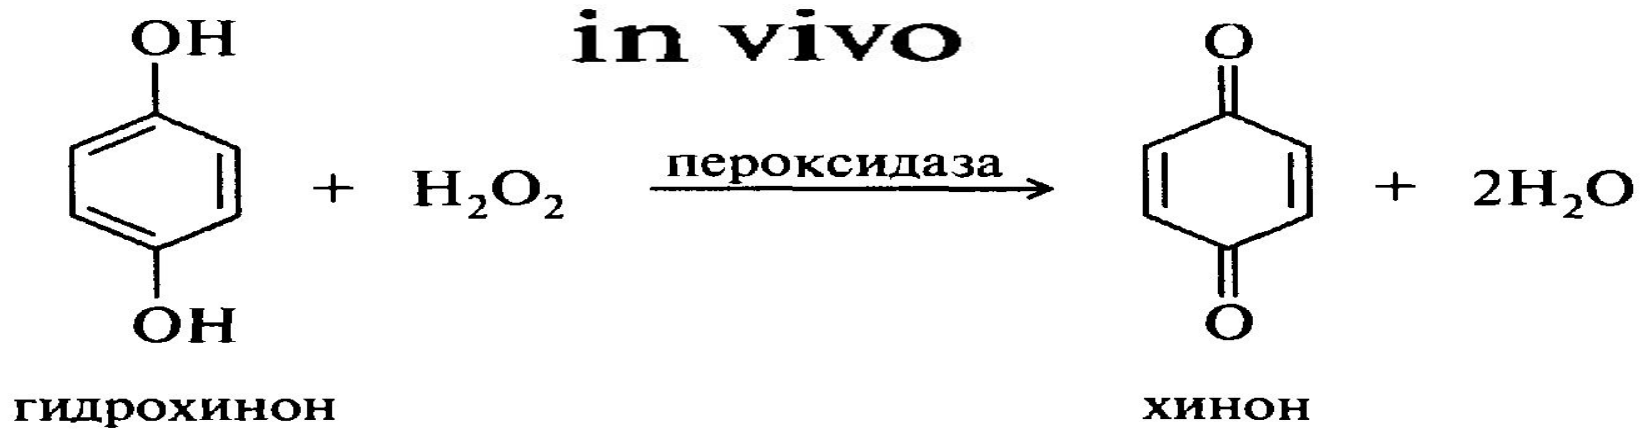 in vivo
OH
OH
+ H₂O₂
пероксидаза
O
O
+ 2H₂O
гидрохинон
хинон